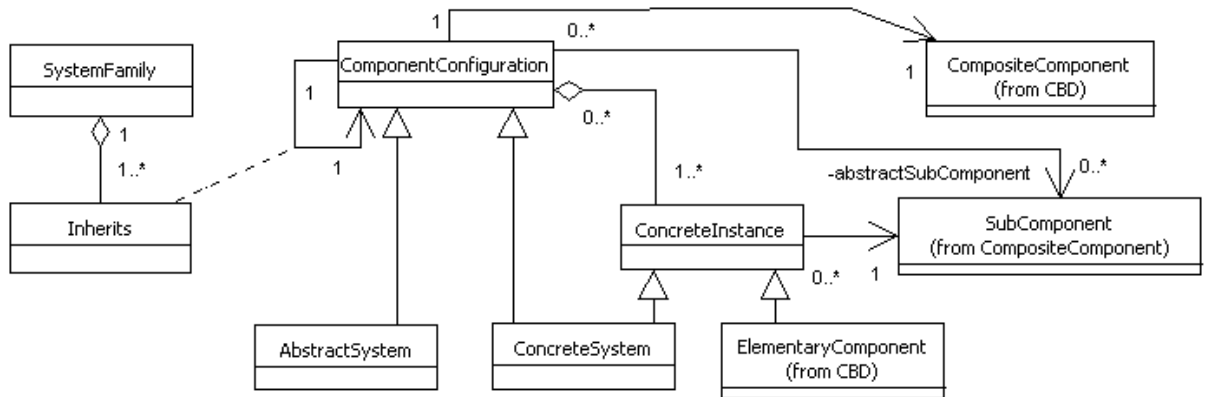 1
0..*
SystemFamily
ComponentConfiguration
CompositeComponent
(from CBD)
1
1
1
0..*
1
1..*
1
1..*
-abstractSubComponent
0..*
Inherits
ConcreteInstance
SubComponent
(from CompositeComponent)
0..*
1
AbstractSystem
ConcreteSystem
ElementaryComponent
(from CBD)